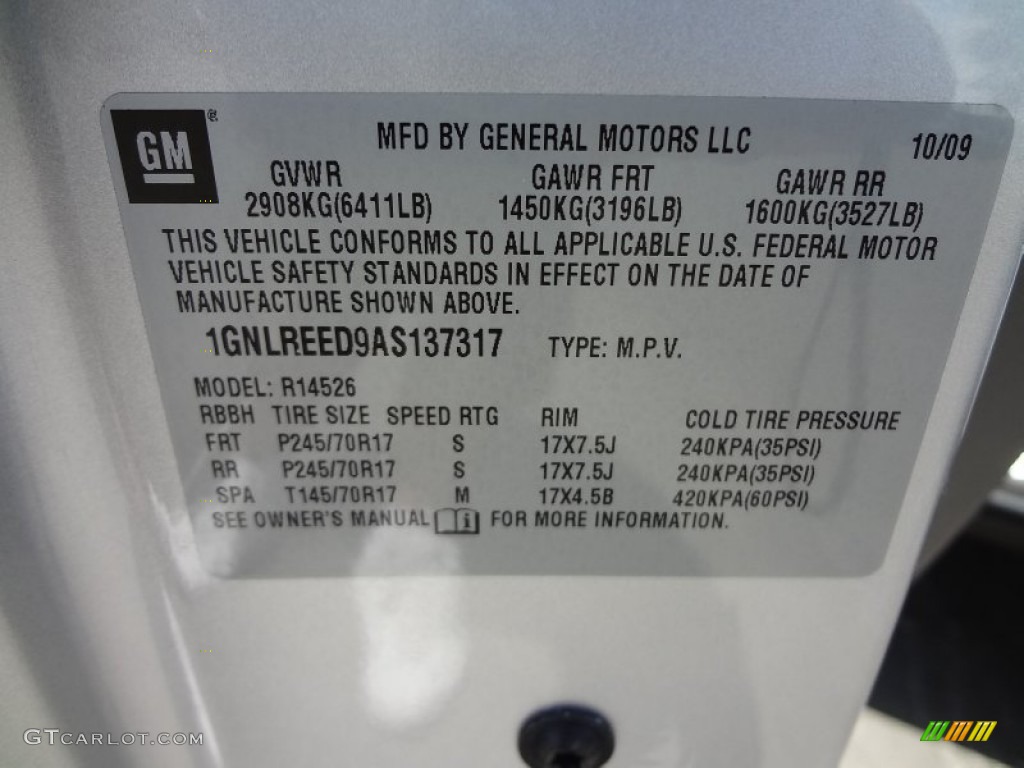 GM®
MFD BY GENERAL MOTORS LLC 10/09
GVWR GAWR FRT GAWR RR
2908KG(6411LB) 1450KG(3196LB) 1600KG(3527LB)
THIS VEHICLE CONFORMS TO ALL APPLICABLE U.S. FEDERAL MOTOR
VEHICLE SAFETY STANDARDS IN EFFECT ON THE DATE OF
MANUFACTURE SHOWN ABOVE.
1GNLREED9AS137317 TYPE: M.P.V.
MODEL: R14526
RBBH TIRE SIZE SPEED RTG RIM COLD TIRE PRESSURE
FRT P245/70R17 S 17X7.5J 240KPA(35PSI)
RR P245/70R17 S 17X7.5J 240KPA(35PSI)
SPA T145/70R17 M 17X4.5B 420KPA(60PSI)
SEE OWNER'S MANUAL FOR MORE INFORMATION.
GTCARLOT.COM